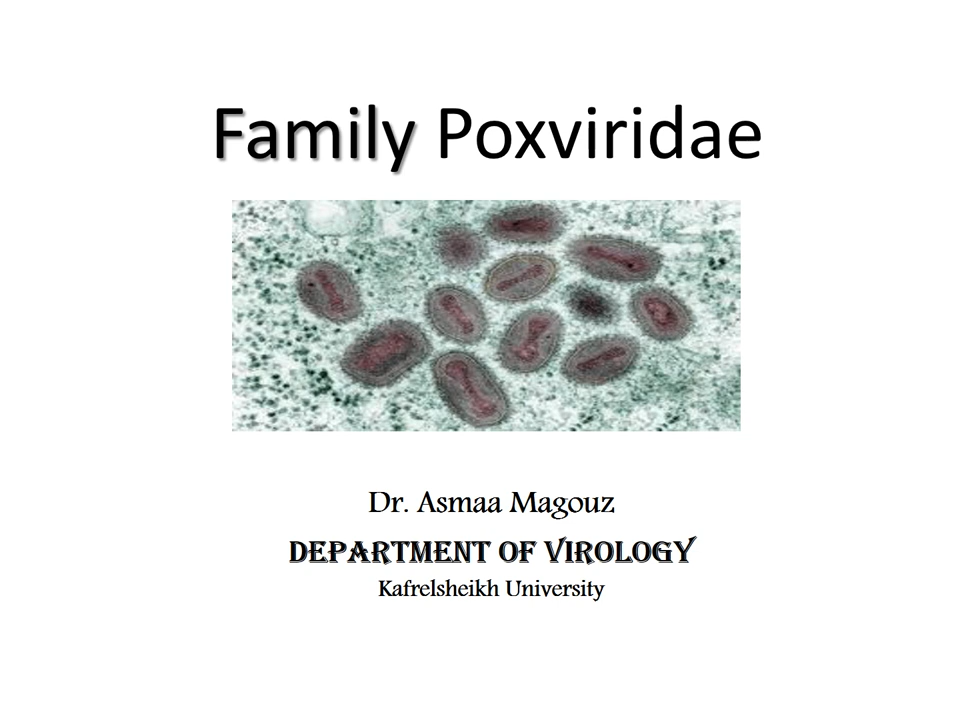 Family Poxviridae
Dr. Asmaa Magouz
DEPARTMENT OF VIROLOGY
Kafrelsheikh University